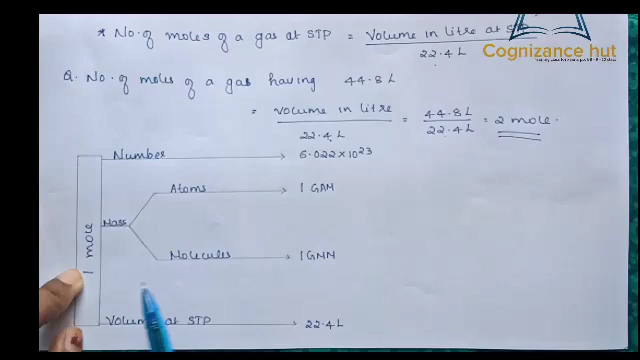 * No. of moles of a gas at STP = Volume in litre at STP
22.4 L
Cognizance hut
Q. No. of moles of a gas having 44.8 L
= Volume in litre = 44.8 L = 2 mole.
22.4 L 22.4 L
Number 6.022 × 10²³
Atoms 1 GAM
1 mole
Mass
Molecules 1 GMM
Volume at STP 22.4 L